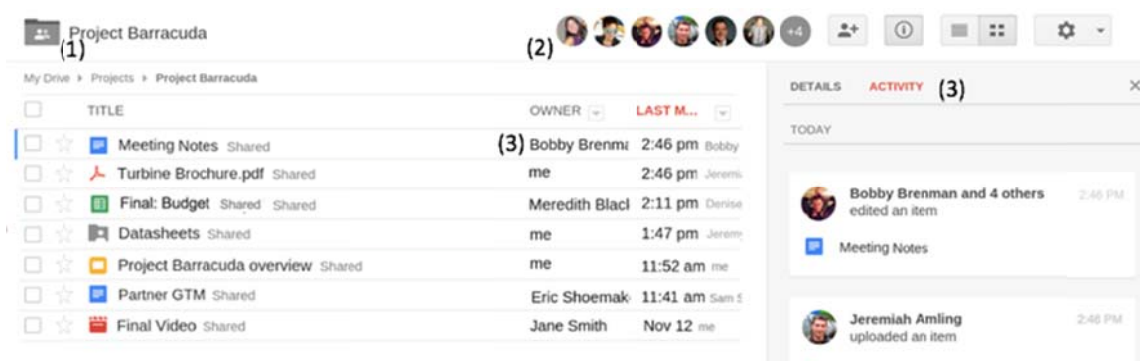 Project Barracuda
(1)
(2)
+4
My Drive Projects Project Barracuda
TITLE OWNER LAST M...
Meeting Notes Shared (3) Bobby Brenma 2:46 pm Bobby
Turbine Brochure.pdf Shared me 2:46 pm Jeremi
Final: Budget Shared Shared Meredith Blacl 2:11 pm Denise
Datasheets Shared me 1:47 pm Jeremy
Project Barracuda overview Shared me 11:52 am me
Partner GTM Shared Eric Shoemak 11:41 am Sam S
Final Video Shared Jane Smith Nov 12 me
DETAILS ACTIVITY (3)
TODAY
Bobby Brenman and 4 others 2:46 PM
edited an item
Meeting Notes
Jeremiah Amling 2:46 PM
uploaded an item